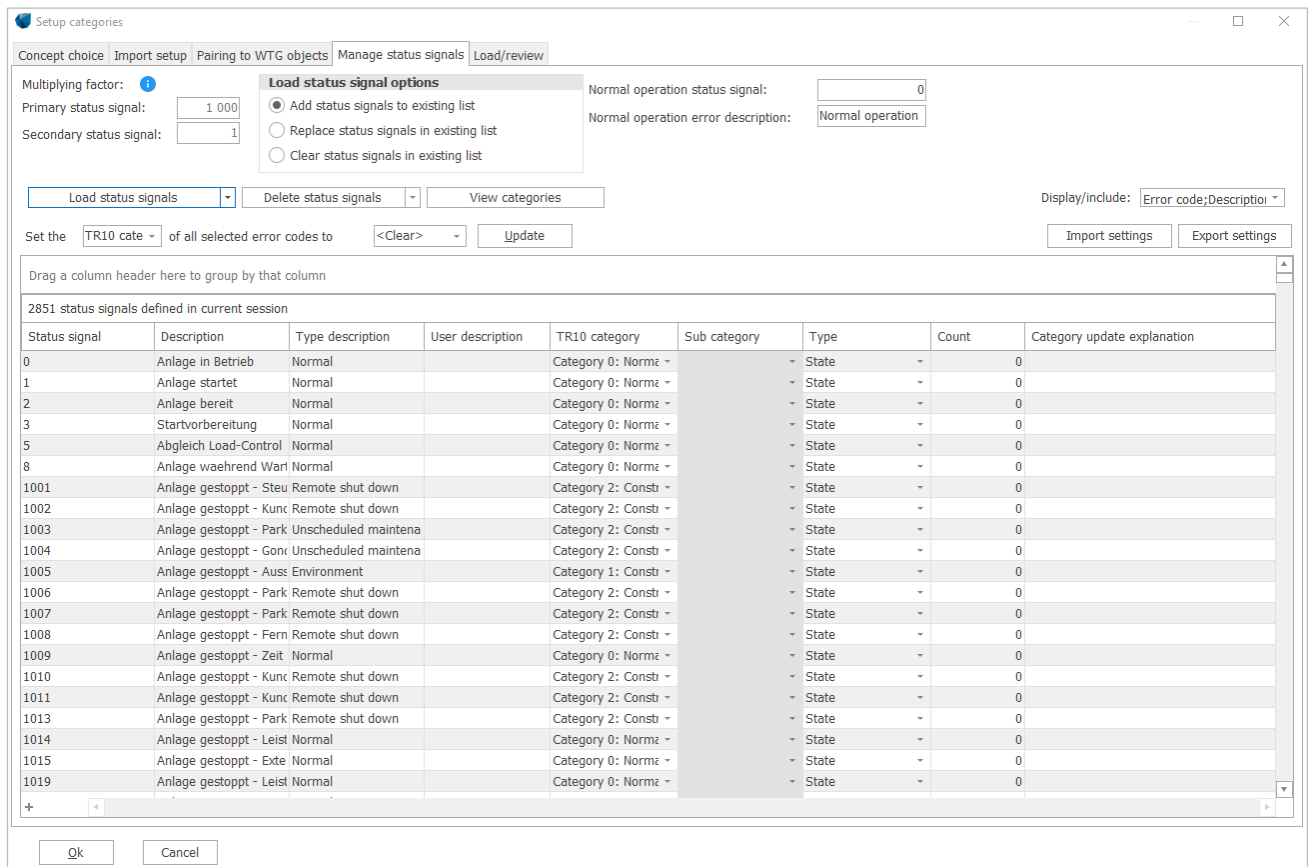 Setup categories
Concept choice Import setup Pairing to WTG objects Manage status signals Load/review
Multiplying factor:
Primary status signal: 1 000
Secondary status signal: 1
Load status signal options
Add status signals to existing list
Replace status signals in existing list
Clear status signals in existing list
Normal operation status signal: 0
Normal operation error description: Normal operation
Load status signals Delete status signals View categories Display/include: Error code;Description
Set the TR10 cate of all selected error codes to <Clear> Update Import settings Export settings
Drag a column header here to group by that column
2851 status signals defined in current session
Status signal Description Type description User description TR10 category Sub category Type Count Category update explanation
0 Anlage in Betrieb Normal Category 0: Norma State 0
1 Anlage startet Normal Category 0: Norma State 0
2 Anlage bereit Normal Category 0: Norma State 0
3 Startvorbereitung Normal Category 0: Norma State 0
5 Abgleich Load-Control Normal Category 0: Norma State 0
8 Anlage waehrend Wart Normal Category 0: Norma State 0
1001 Anlage gestoppt - Steu Remote shut down Category 2: Constr State 0
1002 Anlage gestoppt - Kund Remote shut down Category 2: Constr State 0
1003 Anlage gestoppt - Park Unscheduled maintena Category 2: Constr State 0
1004 Anlage gestoppt - Gond Unscheduled maintena Category 2: Constr State 0
1005 Anlage gestoppt - Auss Environment Category 1: Constr State 0
1006 Anlage gestoppt - Park Remote shut down Category 2: Constr State 0
1007 Anlage gestoppt - Park Remote shut down Category 2: Constr State 0
1008 Anlage gestoppt - Fern Remote shut down Category 2: Constr State 0
1009 Anlage gestoppt - Zeit Normal Category 0: Norma State 0
1010 Anlage gestoppt - Kund Remote shut down Category 2: Constr State 0
1011 Anlage gestoppt - Kund Remote shut down Category 2: Constr State 0
1013 Anlage gestoppt - Park Remote shut down Category 2: Constr State 0
1014 Anlage gestoppt - Leist Normal Category 0: Norma State 0
1015 Anlage gestoppt - Exte Normal Category 0: Norma State 0
1019 Anlage gestoppt - Leist Normal Category 0: Norma State 0
Ok Cancel